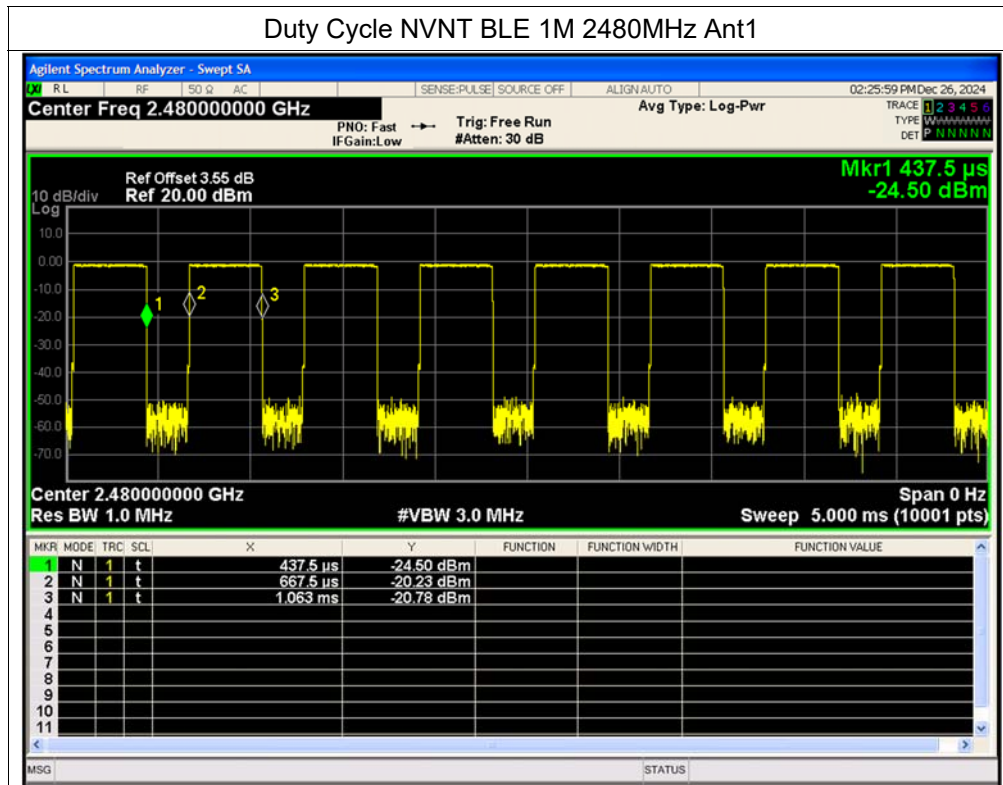 Duty Cycle NVNT BLE 1M 2480MHz Ant1
Agilent Spectrum Analyzer - Swept SA
RL RF 50 Ω AC SENSE:PULSE SOURCE OFF ALIGN AUTO 02:25:59 PM Dec 26, 2024
Center Freq 2.480000000 GHz Avg Type: Log-Pwr TRACE 1 2 3 4 5 6
PNO: Fast Trig: Free Run TYPE W
IFGain:Low #Atten: 30 dB DET P N N N N N
Mkr1 437.5 µs
Ref Offset 3.55 dB
10 dB/div Ref 20.00 dBm -24.50 dBm
Log
10.0
0.00
-10.0
1 2 3
-20.0
-30.0
-40.0
-50.0
-60.0
-70.0
Center 2.480000000 GHz Span 0 Hz
Res BW 1.0 MHz #VBW 3.0 MHz Sweep 5.000 ms (10001 pts)
MKR MODE TRC SCL X Y FUNCTION FUNCTION WIDTH FUNCTION VALUE
1 N 1 t 437.5 µs -24.50 dBm
2 N 1 t 667.5 µs -20.23 dBm
3 N 1 t 1.063 ms -20.78 dBm
4
5
6
7
8
9
10
11
MSG STATUS